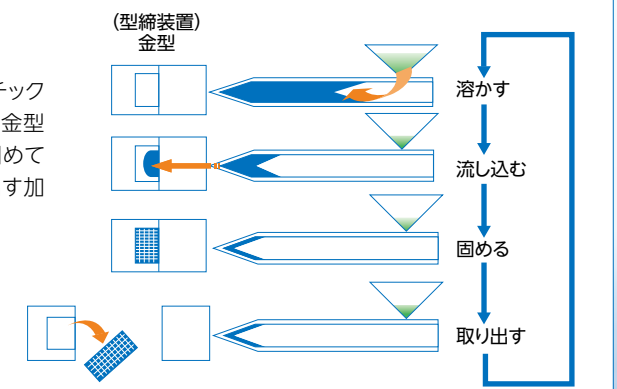 (型締装置)
金型
チック
金型
めて
す加
溶かす
流し込む
固める
取り出す